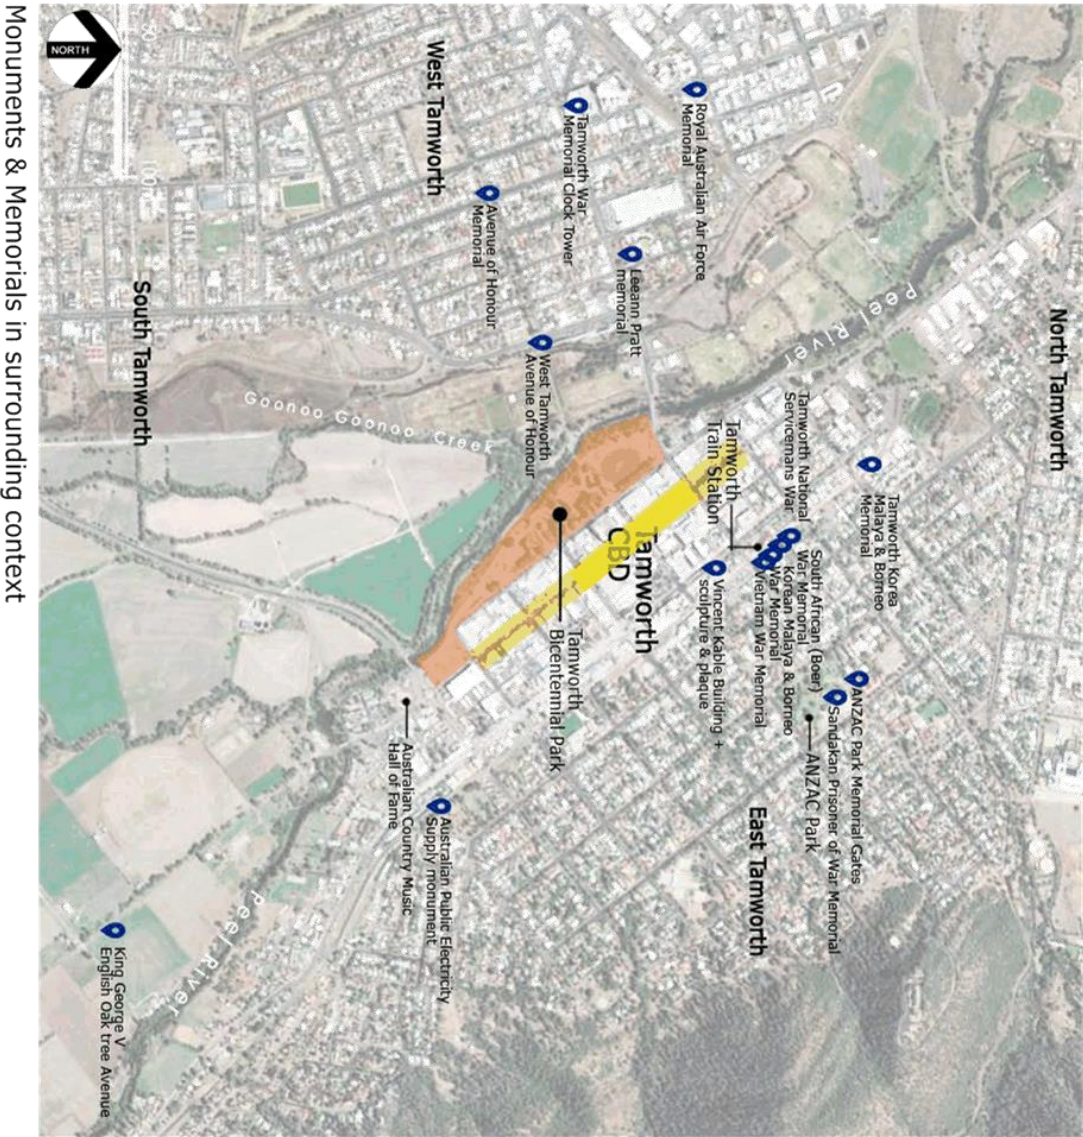 Monuments & Memorials in surrounding context
NORTH
West Tamworth
South Tamworth
North Tamworth
East Tamworth
Royal Australian Air Force
Memorial
Tamworth War
Memorial Clock Tower
Avenue of Honour
Memorial
Leeann Pratt
memorial
West Tamworth
Avenue of Honour
Peel River
Goonoo Goonoo Creek
Tamworth National
Servicemans War
Tamworth
Train Station
Tamworth Korea
Malaya & Borneo
Memorial
South African (Boer)
War Memorial
Korean Malaya & Borneo
War Memorial
Vietnam War Memorial
Vincent Kable Building +
sculpture & plaque
Tamworth
CBD
Tamworth
Bicentennial Park
ANZAC Park Memorial Gates
Sandakan Prisoner of War Memorial
ANZAC Park
Australian Country Music
Hall of Fame
Australian Public Electricity
Supply monument
Peel River
King George V
English Oak tree Avenue